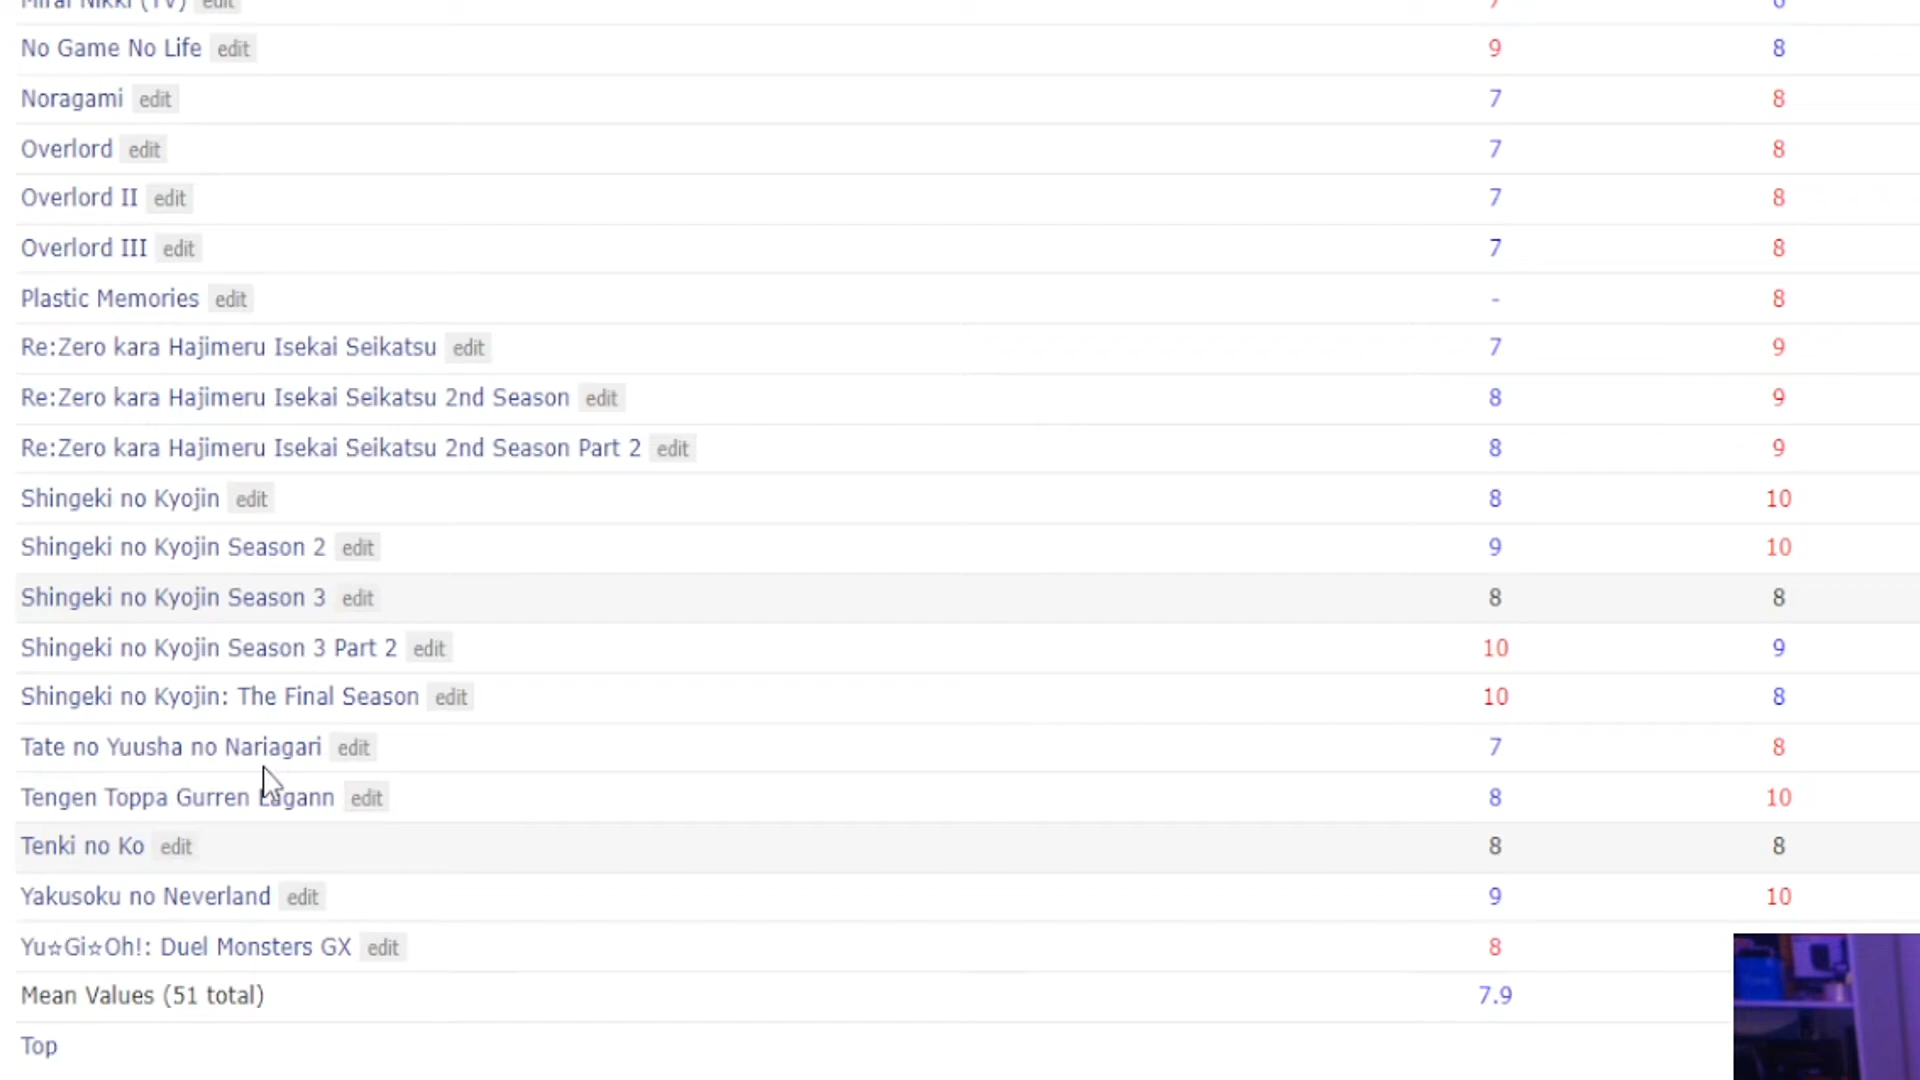 Mirai Nikki (TV) edit 7 6
No Game No Life edit 9 8
Noragami edit 7 8
Overlord edit 7 8
Overlord II edit 7 8
Overlord III edit 7 8
Plastic Memories edit - 8
Re:Zero kara Hajimeru Isekai Seikatsu edit 7 9
Re:Zero kara Hajimeru Isekai Seikatsu 2nd Season edit 8 9
Re:Zero kara Hajimeru Isekai Seikatsu 2nd Season Part 2 edit 8 9
Shingeki no Kyojin edit 8 10
Shingeki no Kyojin Season 2 edit 9 10
Shingeki no Kyojin Season 3 edit 8 8
Shingeki no Kyojin Season 3 Part 2 edit 10 9
Shingeki no Kyojin: The Final Season edit 10 8
Tate no Yuusha no Nariagari edit 7 8
Tengen Toppa Gurren Lagann edit 8 10
Tenki no Ko edit 8 8
Yakusoku no Neverland edit 9 10
Yu☆Gi☆Oh!: Duel Monsters GX edit 8
Mean Values (51 total) 7.9
Top